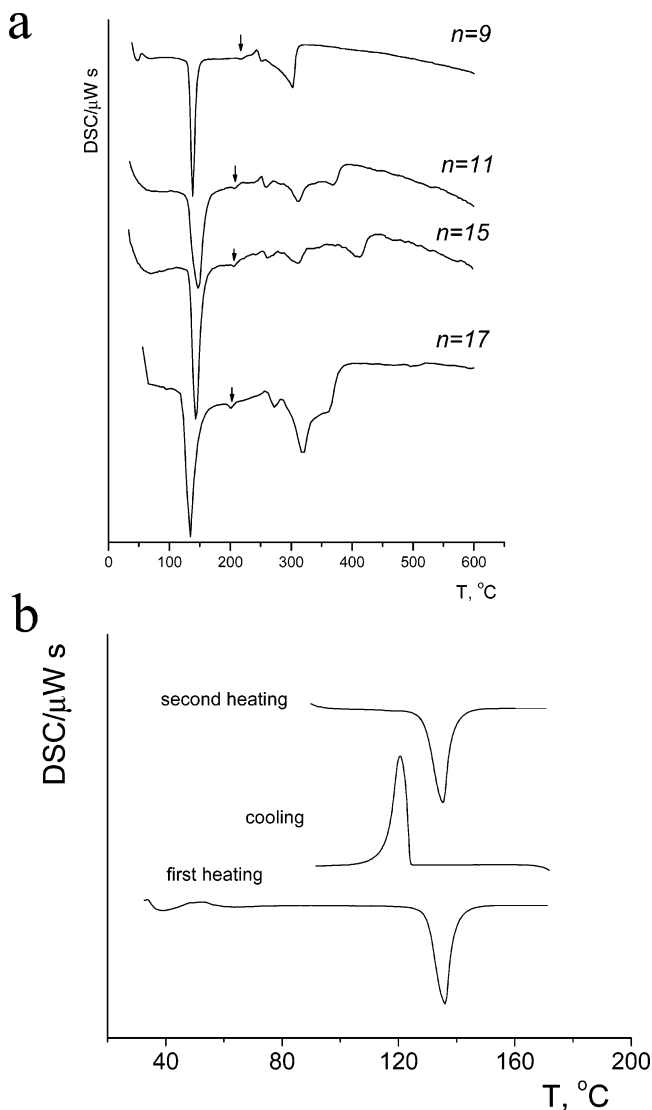 a
n=9
DSC/µW s
n=11
n=15
n=17
0 100 200 300 400 500 600
T, °C
b
DSC/µW s
second heating
cooling
first heating
40 80 120 160 200
T, °C